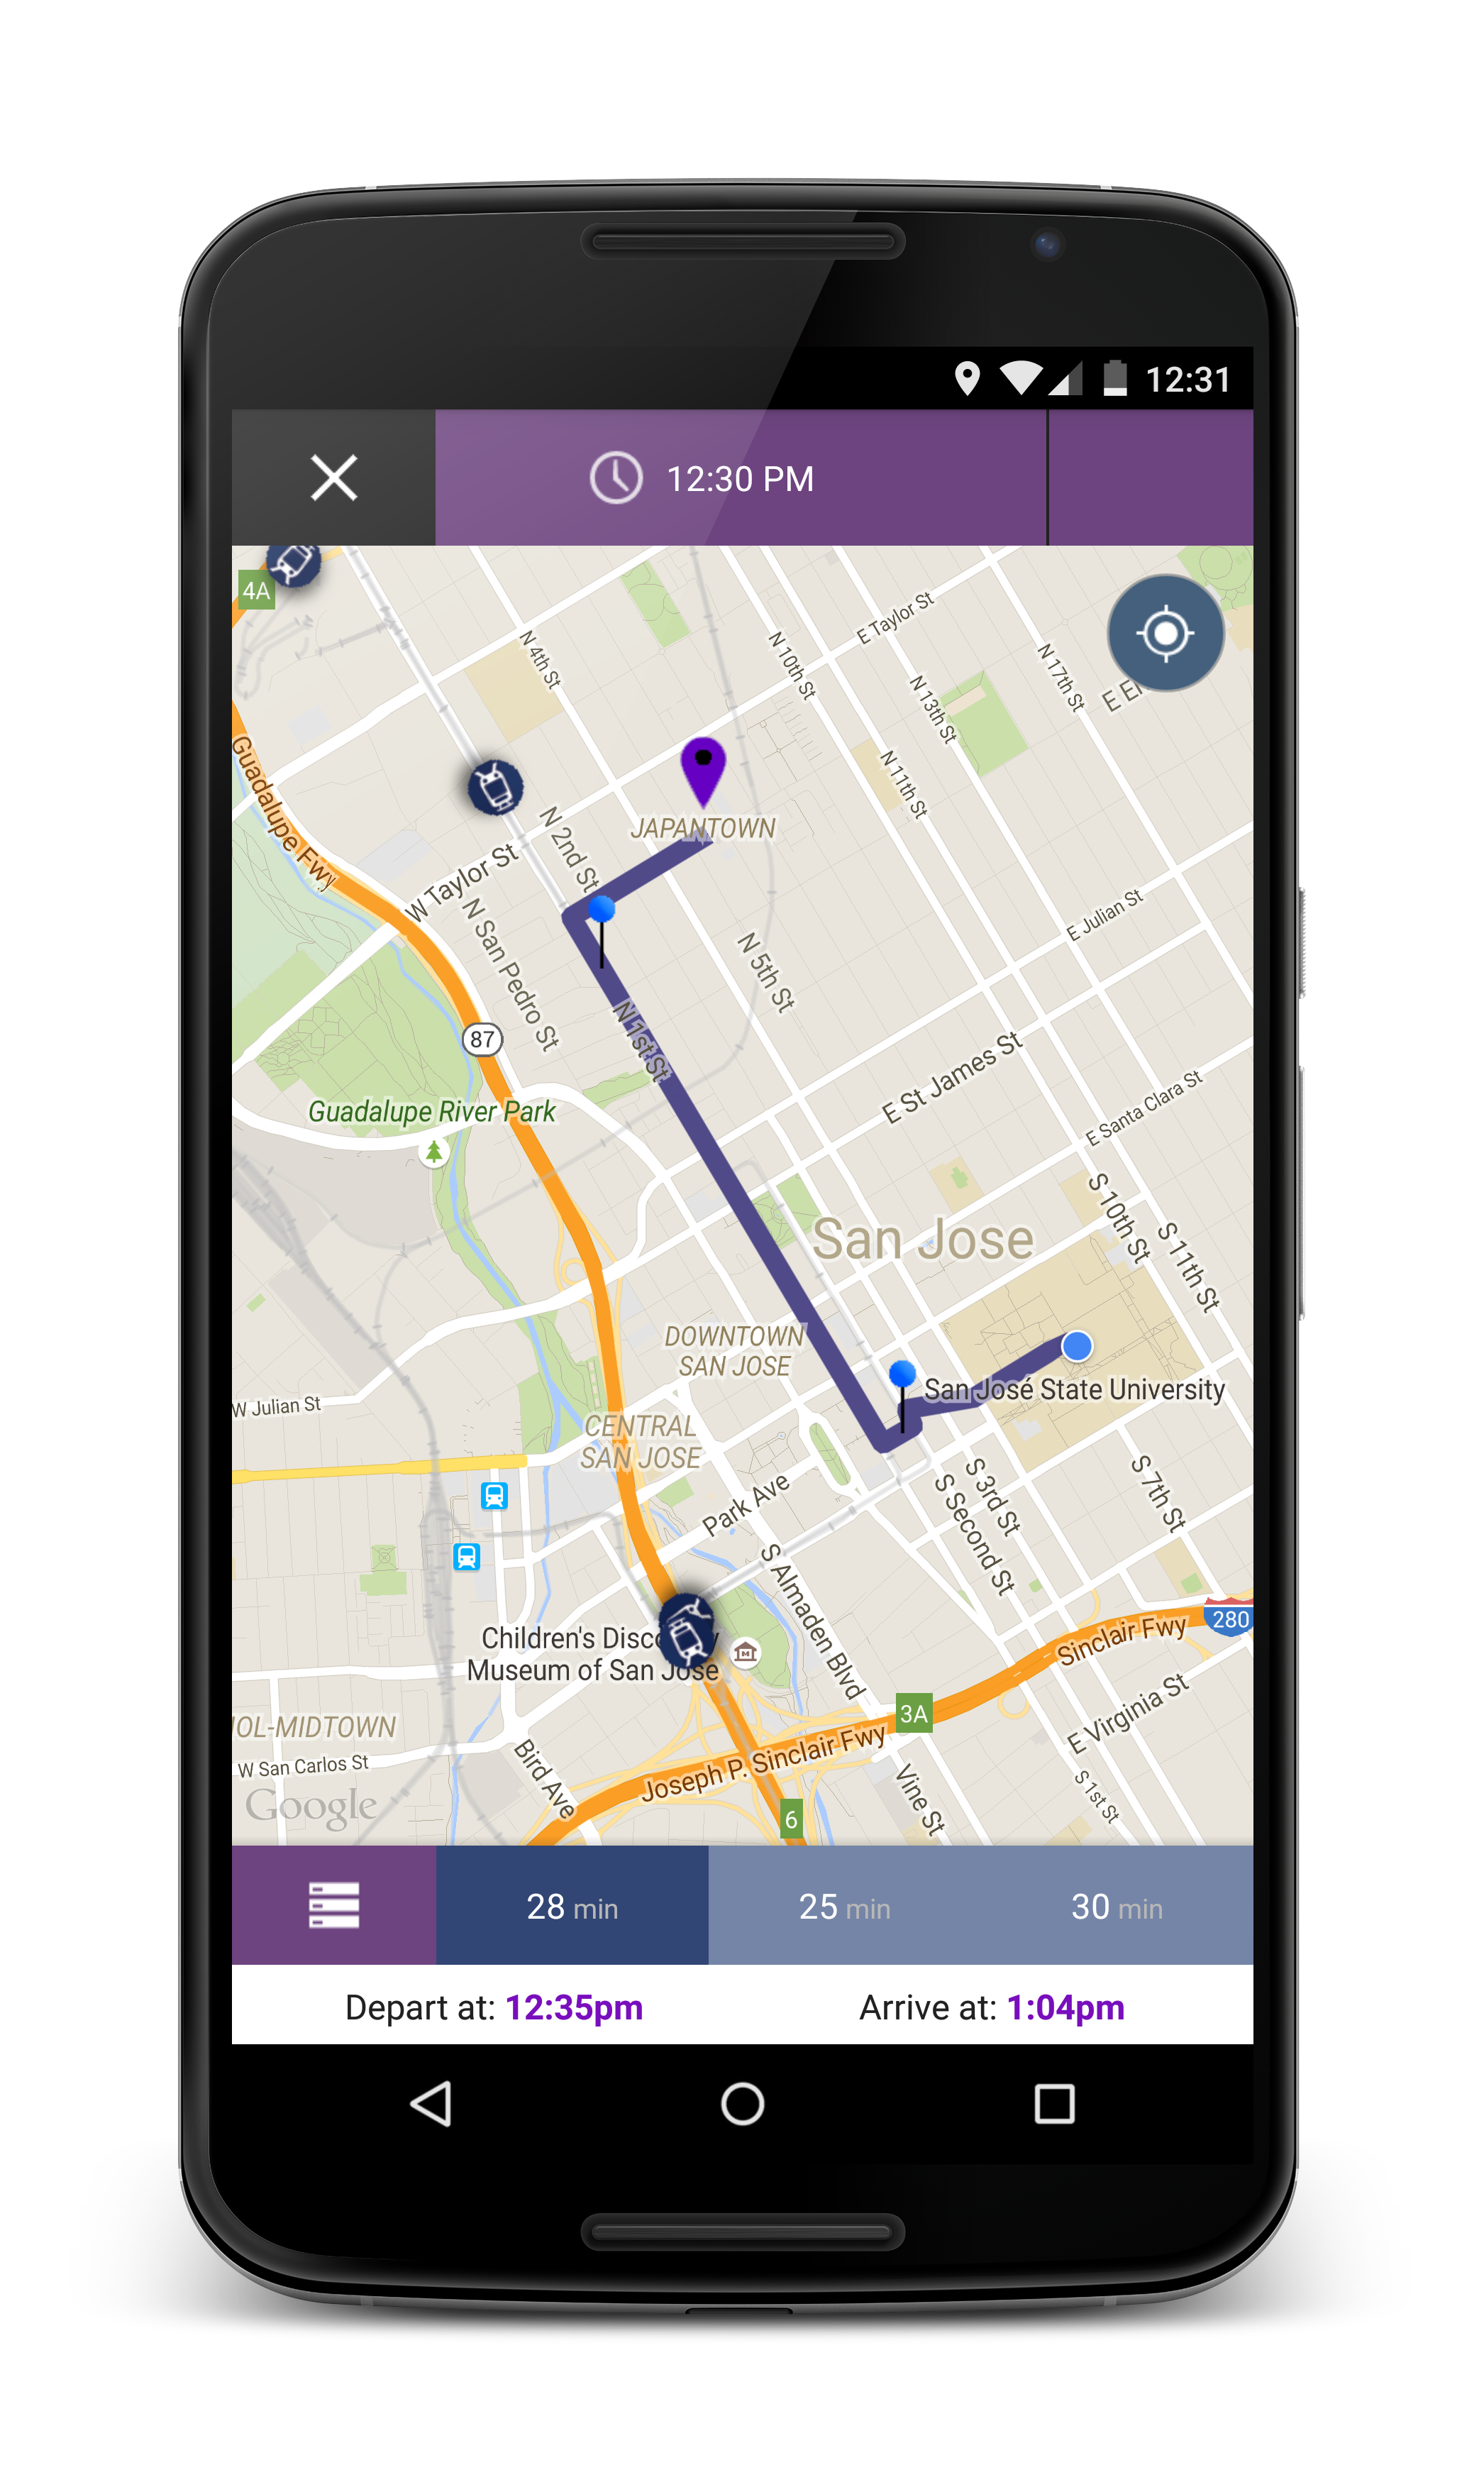 12:31
12:30 PM
4A
E Taylor St
N 4th St
N 10th St
N 17th St
N 13th St
N 11th St
Guadalupe Fwy
JAPANTOWN
N 2nd St
W Taylor St
N San Pedro St
E Julian St
N 5th St
N 1st St
87
E St James St
E Santa Clara St
Guadalupe River Park
S 10th St
S 11th St
San Jose
DOWNTOWN
SAN JOSE
San José State University
W Julian St
CENTRAL
SAN JOSE
Park Ave
S 3rd St
S Second St
S 7th St
S Almaden Blvd
280
Sinclair Fwy
Children's Disc
Museum of San Jose
3A
E Virginia St
OL-MIDTOWN
Joseph P. Sinclair Fwy
W San Carlos St
Bird Ave
Vine St
S 1st St
Google
6
28 min
25 min
30 min
Depart at: 12:35pm
Arrive at: 1:04pm